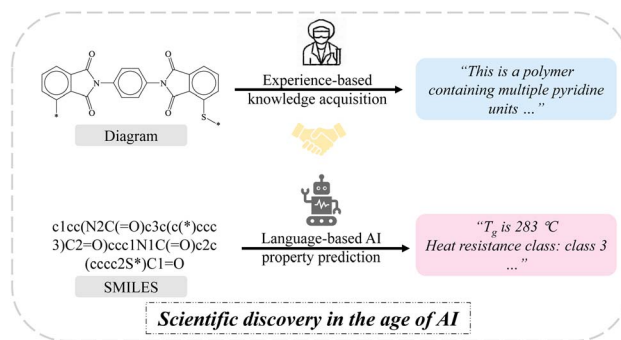 O
O
N
N
O
O
*
S
*
Diagram
Experience-based
knowledge acquisition
“This is a polymer
containing multiple pyridine
units ...”
c1cc(N2C(=O)c3c(c(*)ccc
3)C2=O)ccc1N1C(=O)c2c
(cccc2S*)C1=O
SMILES
Language-based AI
property prediction
“Tg is 283 ℃
Heat resistance class: class 3
...”
Scientific discovery in the age of AI